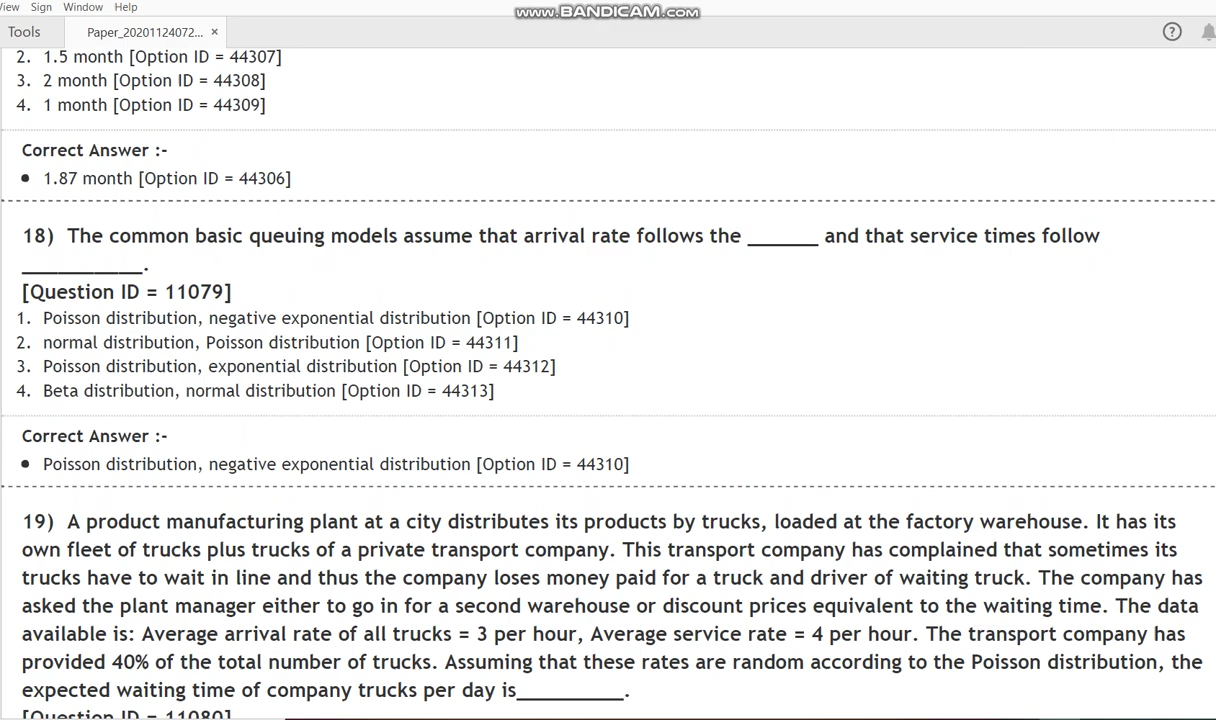 View Sign Window Help
www.BANDICAM.com
Tools Paper_20201124072... × ?
2. 1.5 month [Option ID = 44307]
3. 2 month [Option ID = 44308]
4. 1 month [Option ID = 44309]
Correct Answer :-
• 1.87 month [Option ID = 44306]
18) The common basic queuing models assume that arrival rate follows the ______ and that service times follow
__________.
[Question ID = 11079]
1. Poisson distribution, negative exponential distribution [Option ID = 44310]
2. normal distribution, Poisson distribution [Option ID = 44311]
3. Poisson distribution, exponential distribution [Option ID = 44312]
4. Beta distribution, normal distribution [Option ID = 44313]
Correct Answer :-
• Poisson distribution, negative exponential distribution [Option ID = 44310]
19) A product manufacturing plant at a city distributes its products by trucks, loaded at the factory warehouse. It has its
own fleet of trucks plus trucks of a private transport company. This transport company has complained that sometimes its
trucks have to wait in line and thus the company loses money paid for a truck and driver of waiting truck. The company has
asked the plant manager either to go in for a second warehouse or discount prices equivalent to the waiting time. The data
available is: Average arrival rate of all trucks = 3 per hour, Average service rate = 4 per hour. The transport company has
provided 40% of the total number of trucks. Assuming that these rates are random according to the Poisson distribution, the
expected waiting time of company trucks per day is_________.
[Question ID = 11080]